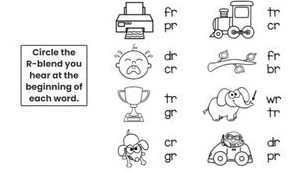 Circle the
R-blend you
hear at the
beginning of
each word.
fr
pr
tr
cr
dr
cr
fr
br
tr
gr
wr
tr
cr
gr
dr
pr